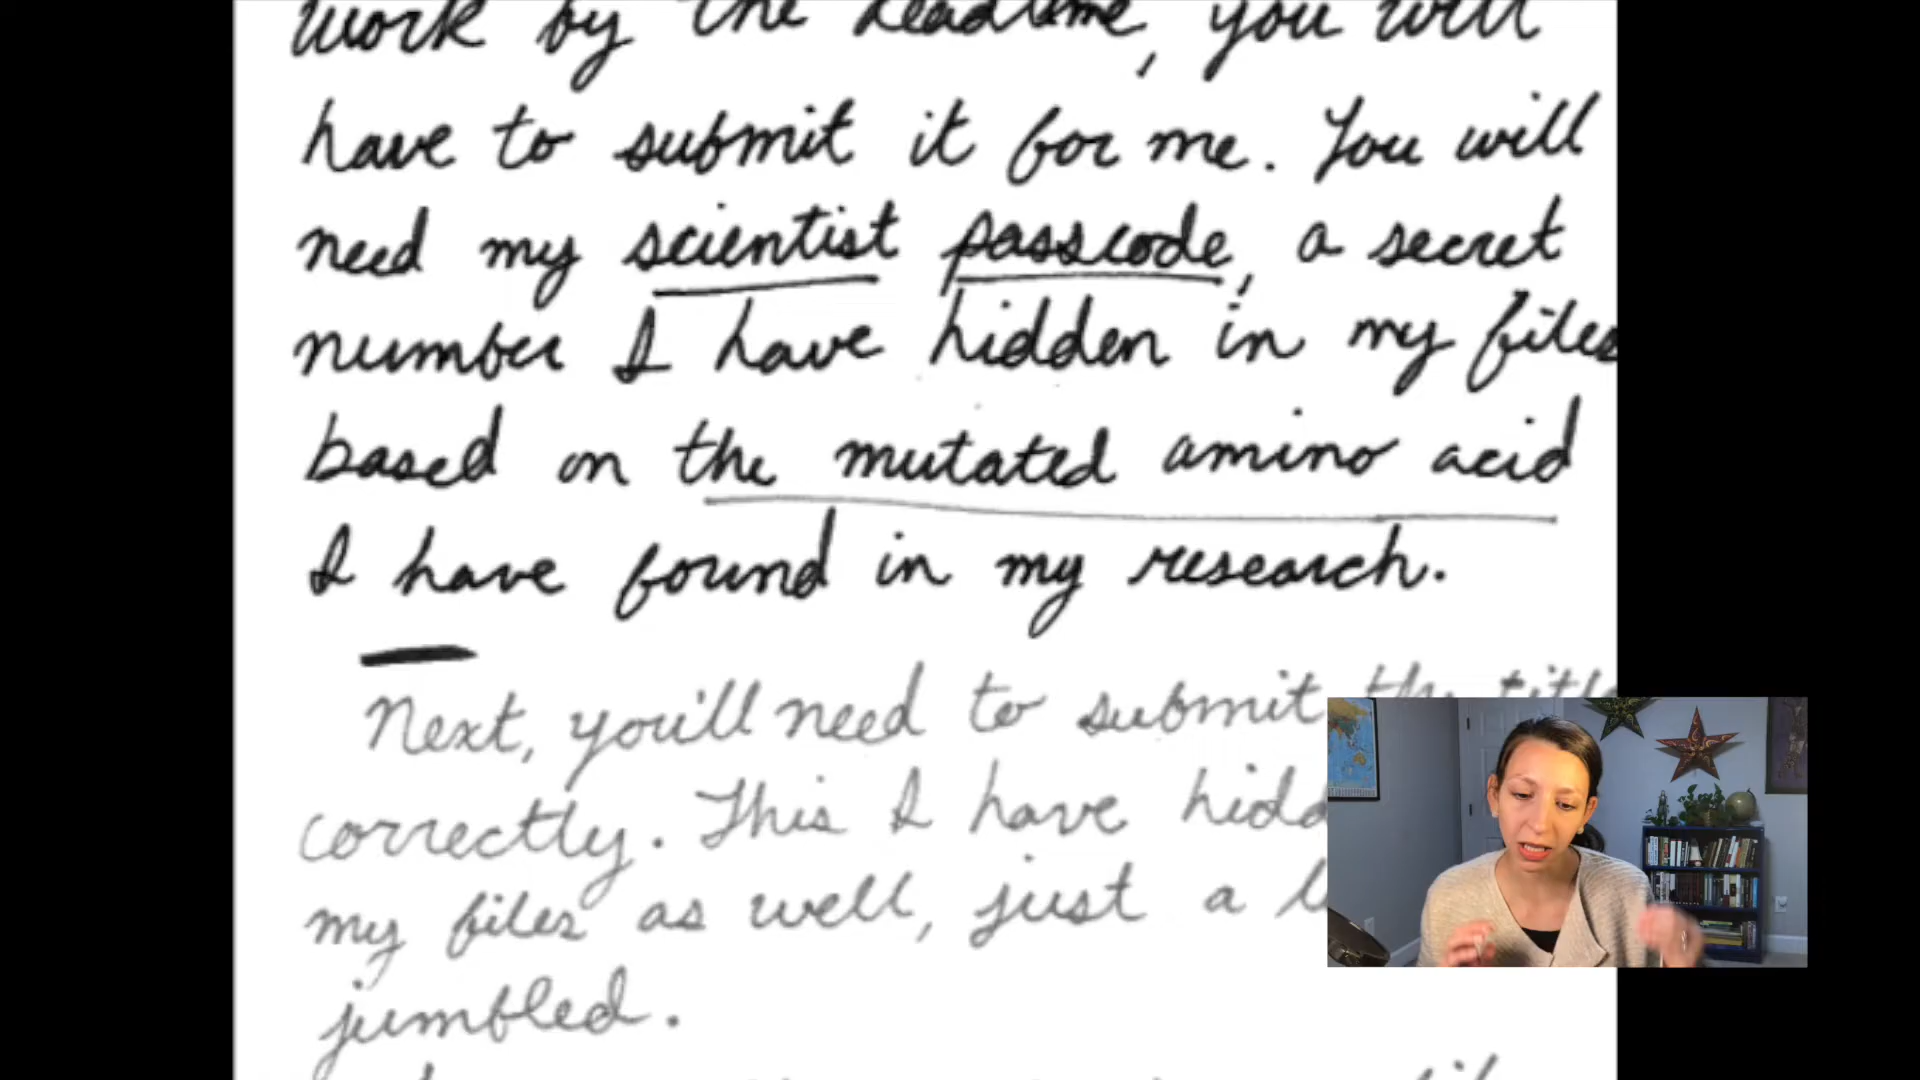 work by the deadline, you will
have to submit it for me. You will
need my scientist passcode, a secret
number I have hidden in my files
based on the mutated amino acid
I have found in my research.
Next, you'll need to submit the title
correctly. This I have
my files as well, just a
jumbled.